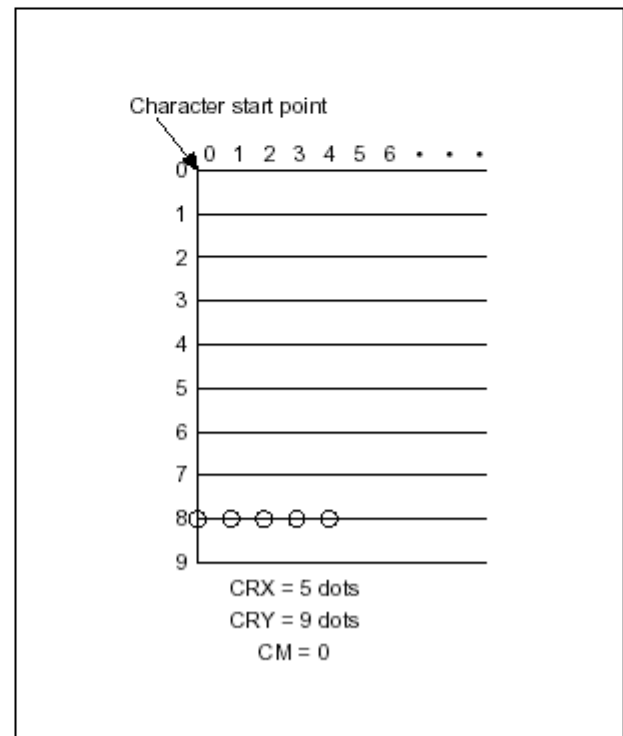 Character start point
0 1 2 3 4 5 6 • • •
0
1
2
3
4
5
6
7
8
9
CRX = 5 dots
CRY = 9 dots
CM = 0